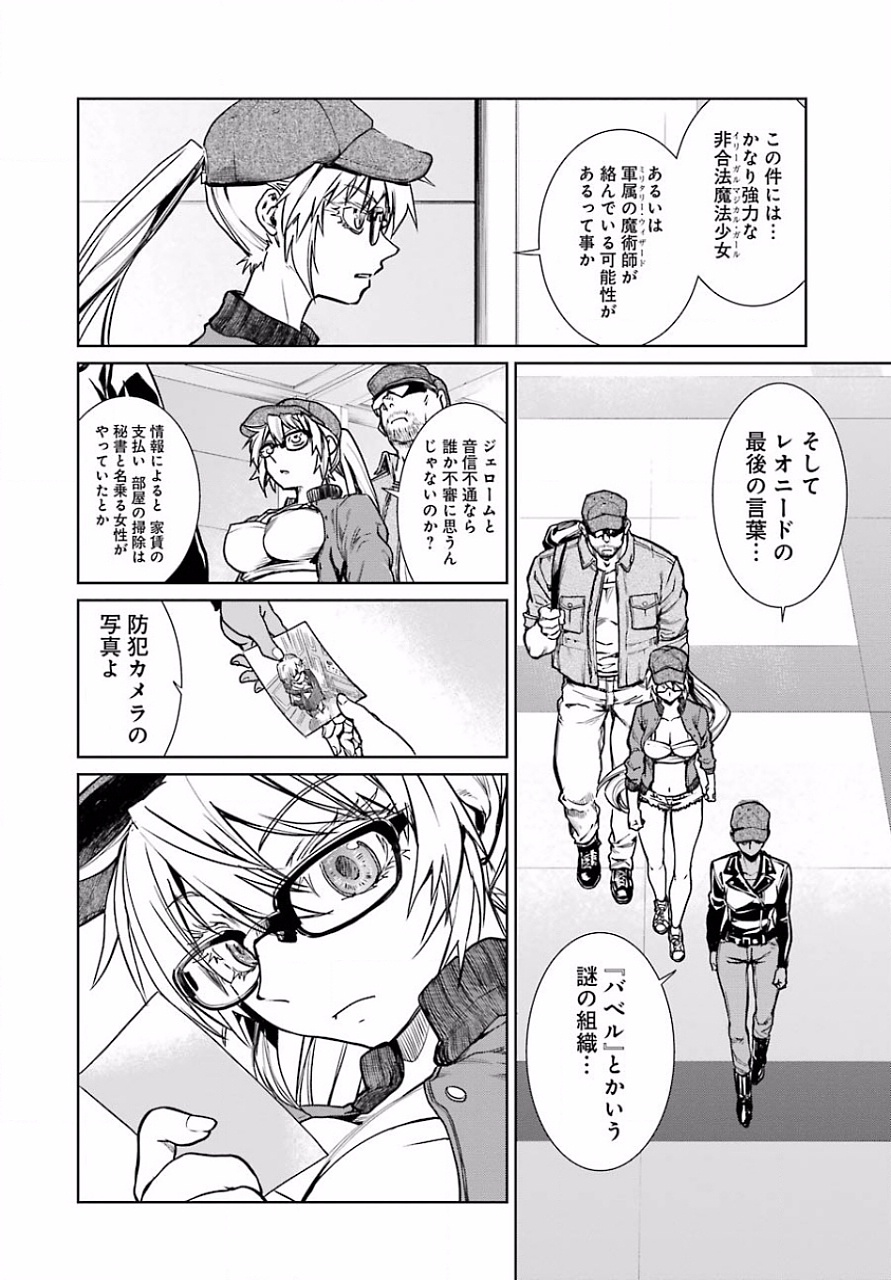 この件には…
かなり強力な
非合法魔法少女
イリーガルマジカル・ガール
あるいは
軍属の魔術師が
ミリタリー・ウィザード
絡んでいる可能性が
あるって事か
そして
レオニードの
最後の言葉…
『バベル』とかいう
謎の組織…
ジェロームと
音信不通なら
誰か不審に思うん
じゃないのか？
情報によると 家賃の
支払い 部屋の掃除は
秘書と名乗る女性が
やっていたとか
防犯カメラの
写真よ